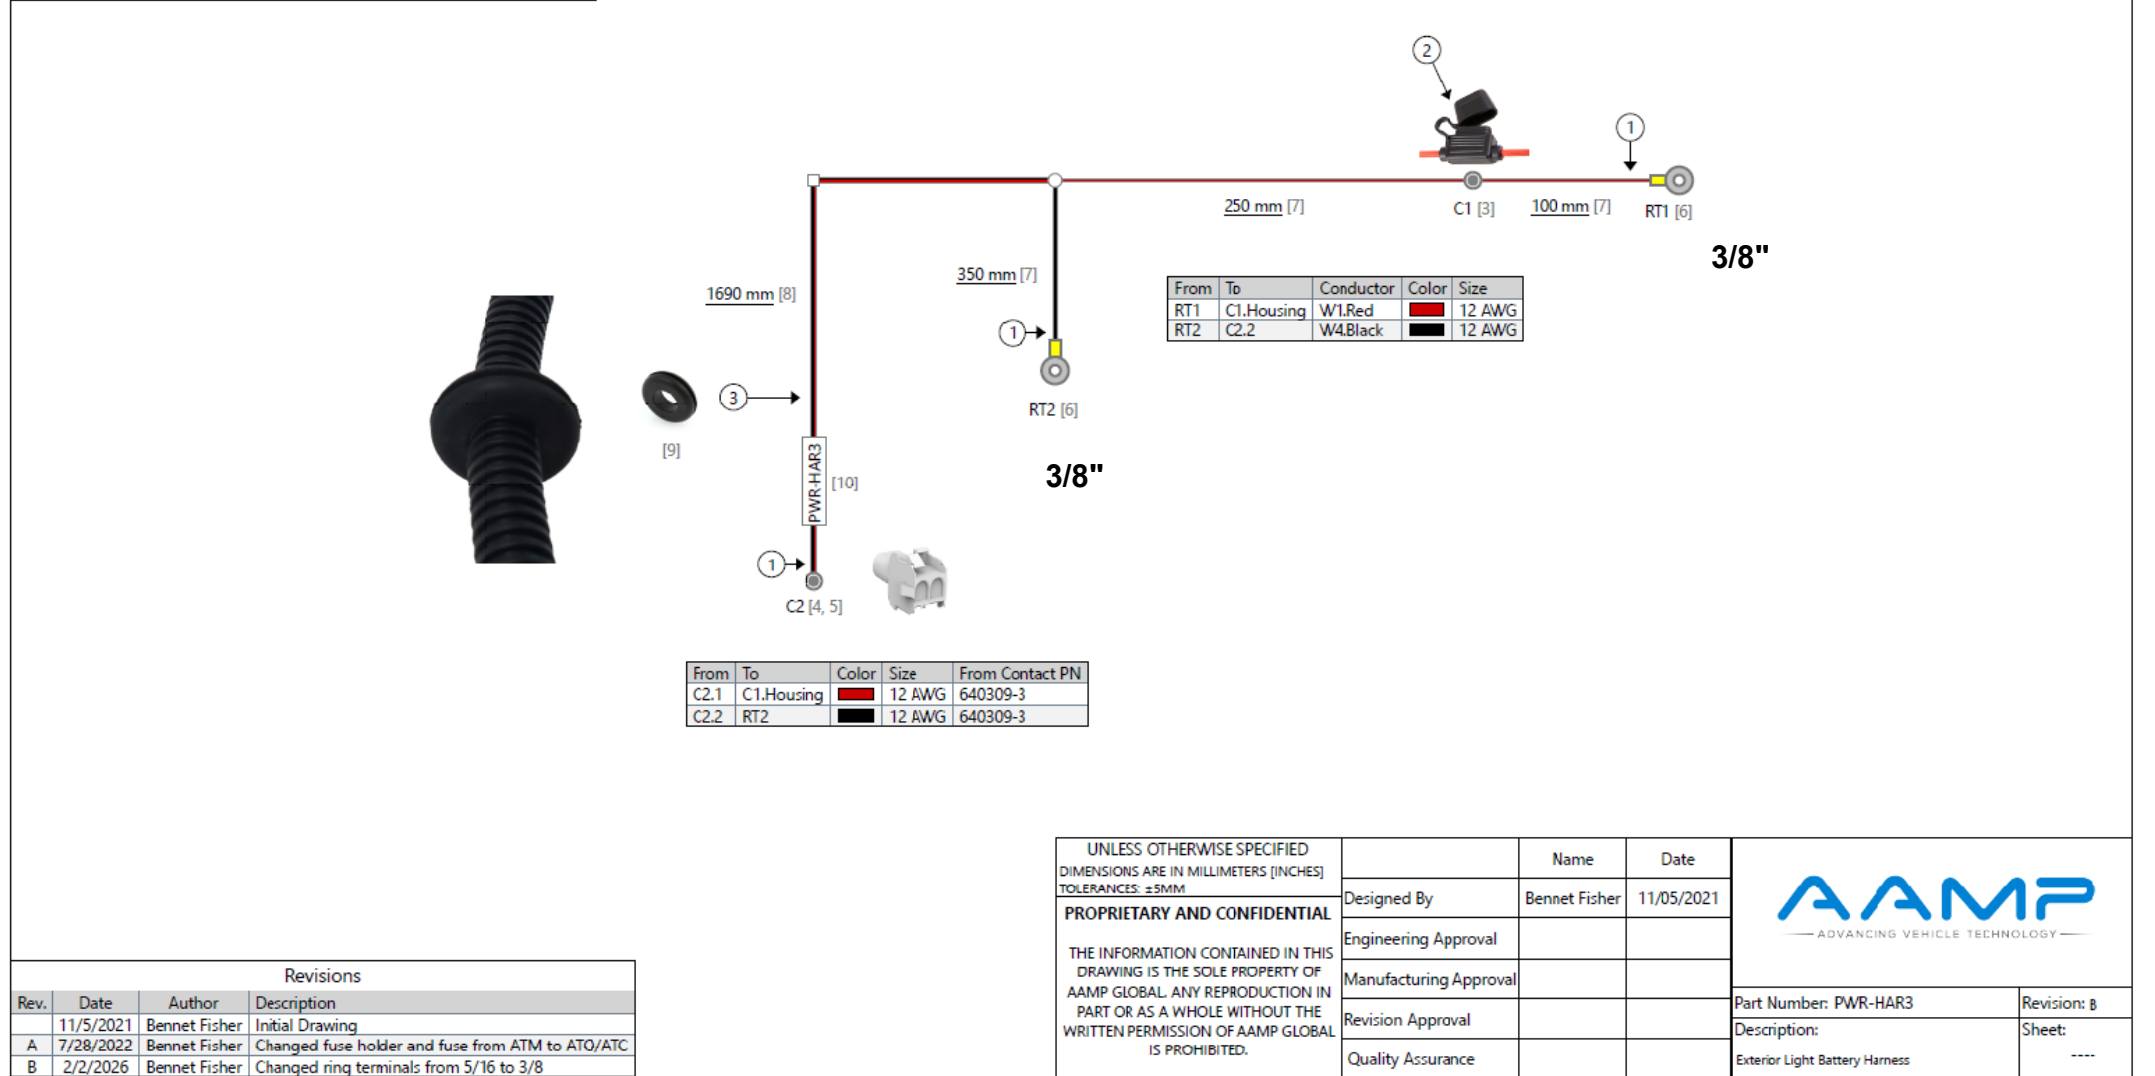 2
1
250 mm [7]
C1 [3]
100 mm [7]
RT1 [6]
3/8"
1690 mm [8]
350 mm [7]
From To Conductor Color Size
RT1 C1.Housing W1.Red 12 AWG
RT2 C2.2 W4.Black 12 AWG
1
RT2 [6]
3/8"
3
[9]
PWR-HAR3
[10]
1
C2 [4, 5]
From To Color Size From Contact PN
C2.1 C1.Housing 12 AWG 640309-3
C2.2 RT2 12 AWG 640309-3
UNLESS OTHERWISE SPECIFIED
DIMENSIONS ARE IN MILLIMETERS [INCHES]
TOLERANCES: ±5MM
PROPRIETARY AND CONFIDENTIAL
THE INFORMATION CONTAINED IN THIS
DRAWING IS THE SOLE PROPERTY OF
AAMP GLOBAL. ANY REPRODUCTION IN
PART OR AS A WHOLE WITHOUT THE
WRITTEN PERMISSION OF AAMP GLOBAL
IS PROHIBITED.
Name Date
Designed By Bennet Fisher 11/05/2021
Engineering Approval
Manufacturing Approval
Revision Approval
Quality Assurance
AAMP
ADVANCING VEHICLE TECHNOLOGY
Part Number: PWR-HAR3
Revision: B
Description:
Exterior Light Battery Harness
Sheet:
----
Revisions
Rev. Date Author Description
11/5/2021 Bennet Fisher Initial Drawing
A 7/28/2022 Bennet Fisher Changed fuse holder and fuse from ATM to ATO/ATC
B 2/2/2026 Bennet Fisher Changed ring terminals from 5/16 to 3/8